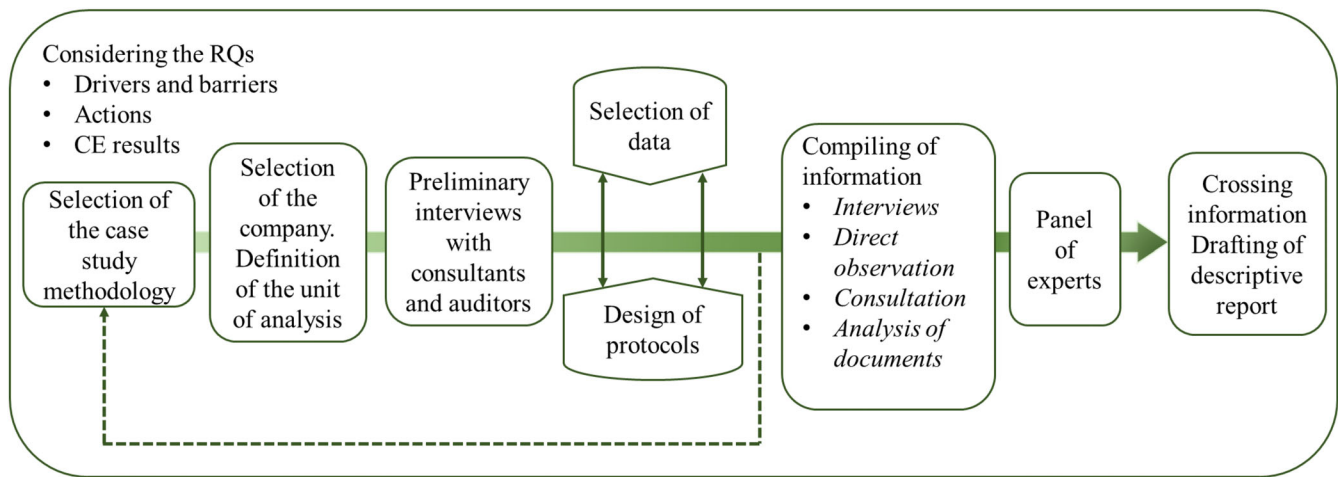 Considering the RQs
• Drivers and barriers
• Actions
• CE results
Selection of
the case
study
methodology
Selection
of the
company.
Definition
of the unit
of analysis
Preliminary
interviews
with
consultants
and auditors
Selection of
data
Design of
protocols
Compiling of
information
• Interviews
• Direct
observation
• Consultation
• Analysis of
documents
Panel
of
experts
Crossing
information
Drafting of
descriptive
report